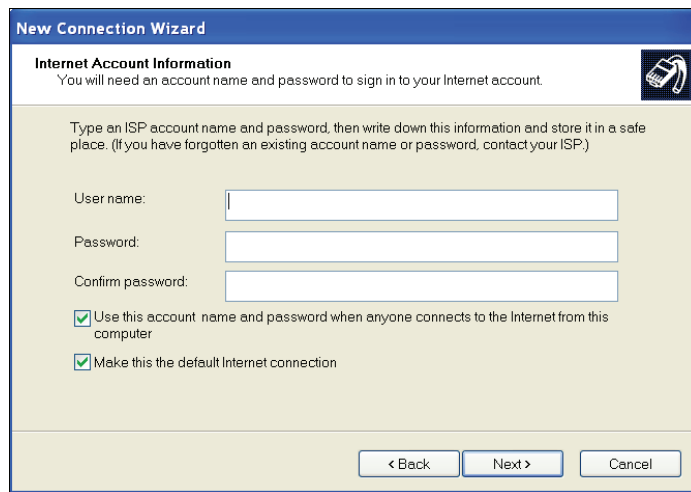 New Connection Wizard
Internet Account Information
You will need an account name and password to sign in to your Internet account.
Type an ISP account name and password, then write down this information and store it in a safe
place. (If you have forgotten an existing account name or password, contact your ISP.)
User name:
Password:
Confirm password:
Use this account name and password when anyone connects to the Internet from this
computer
Make this the default Internet connection
< Back
Next >
Cancel